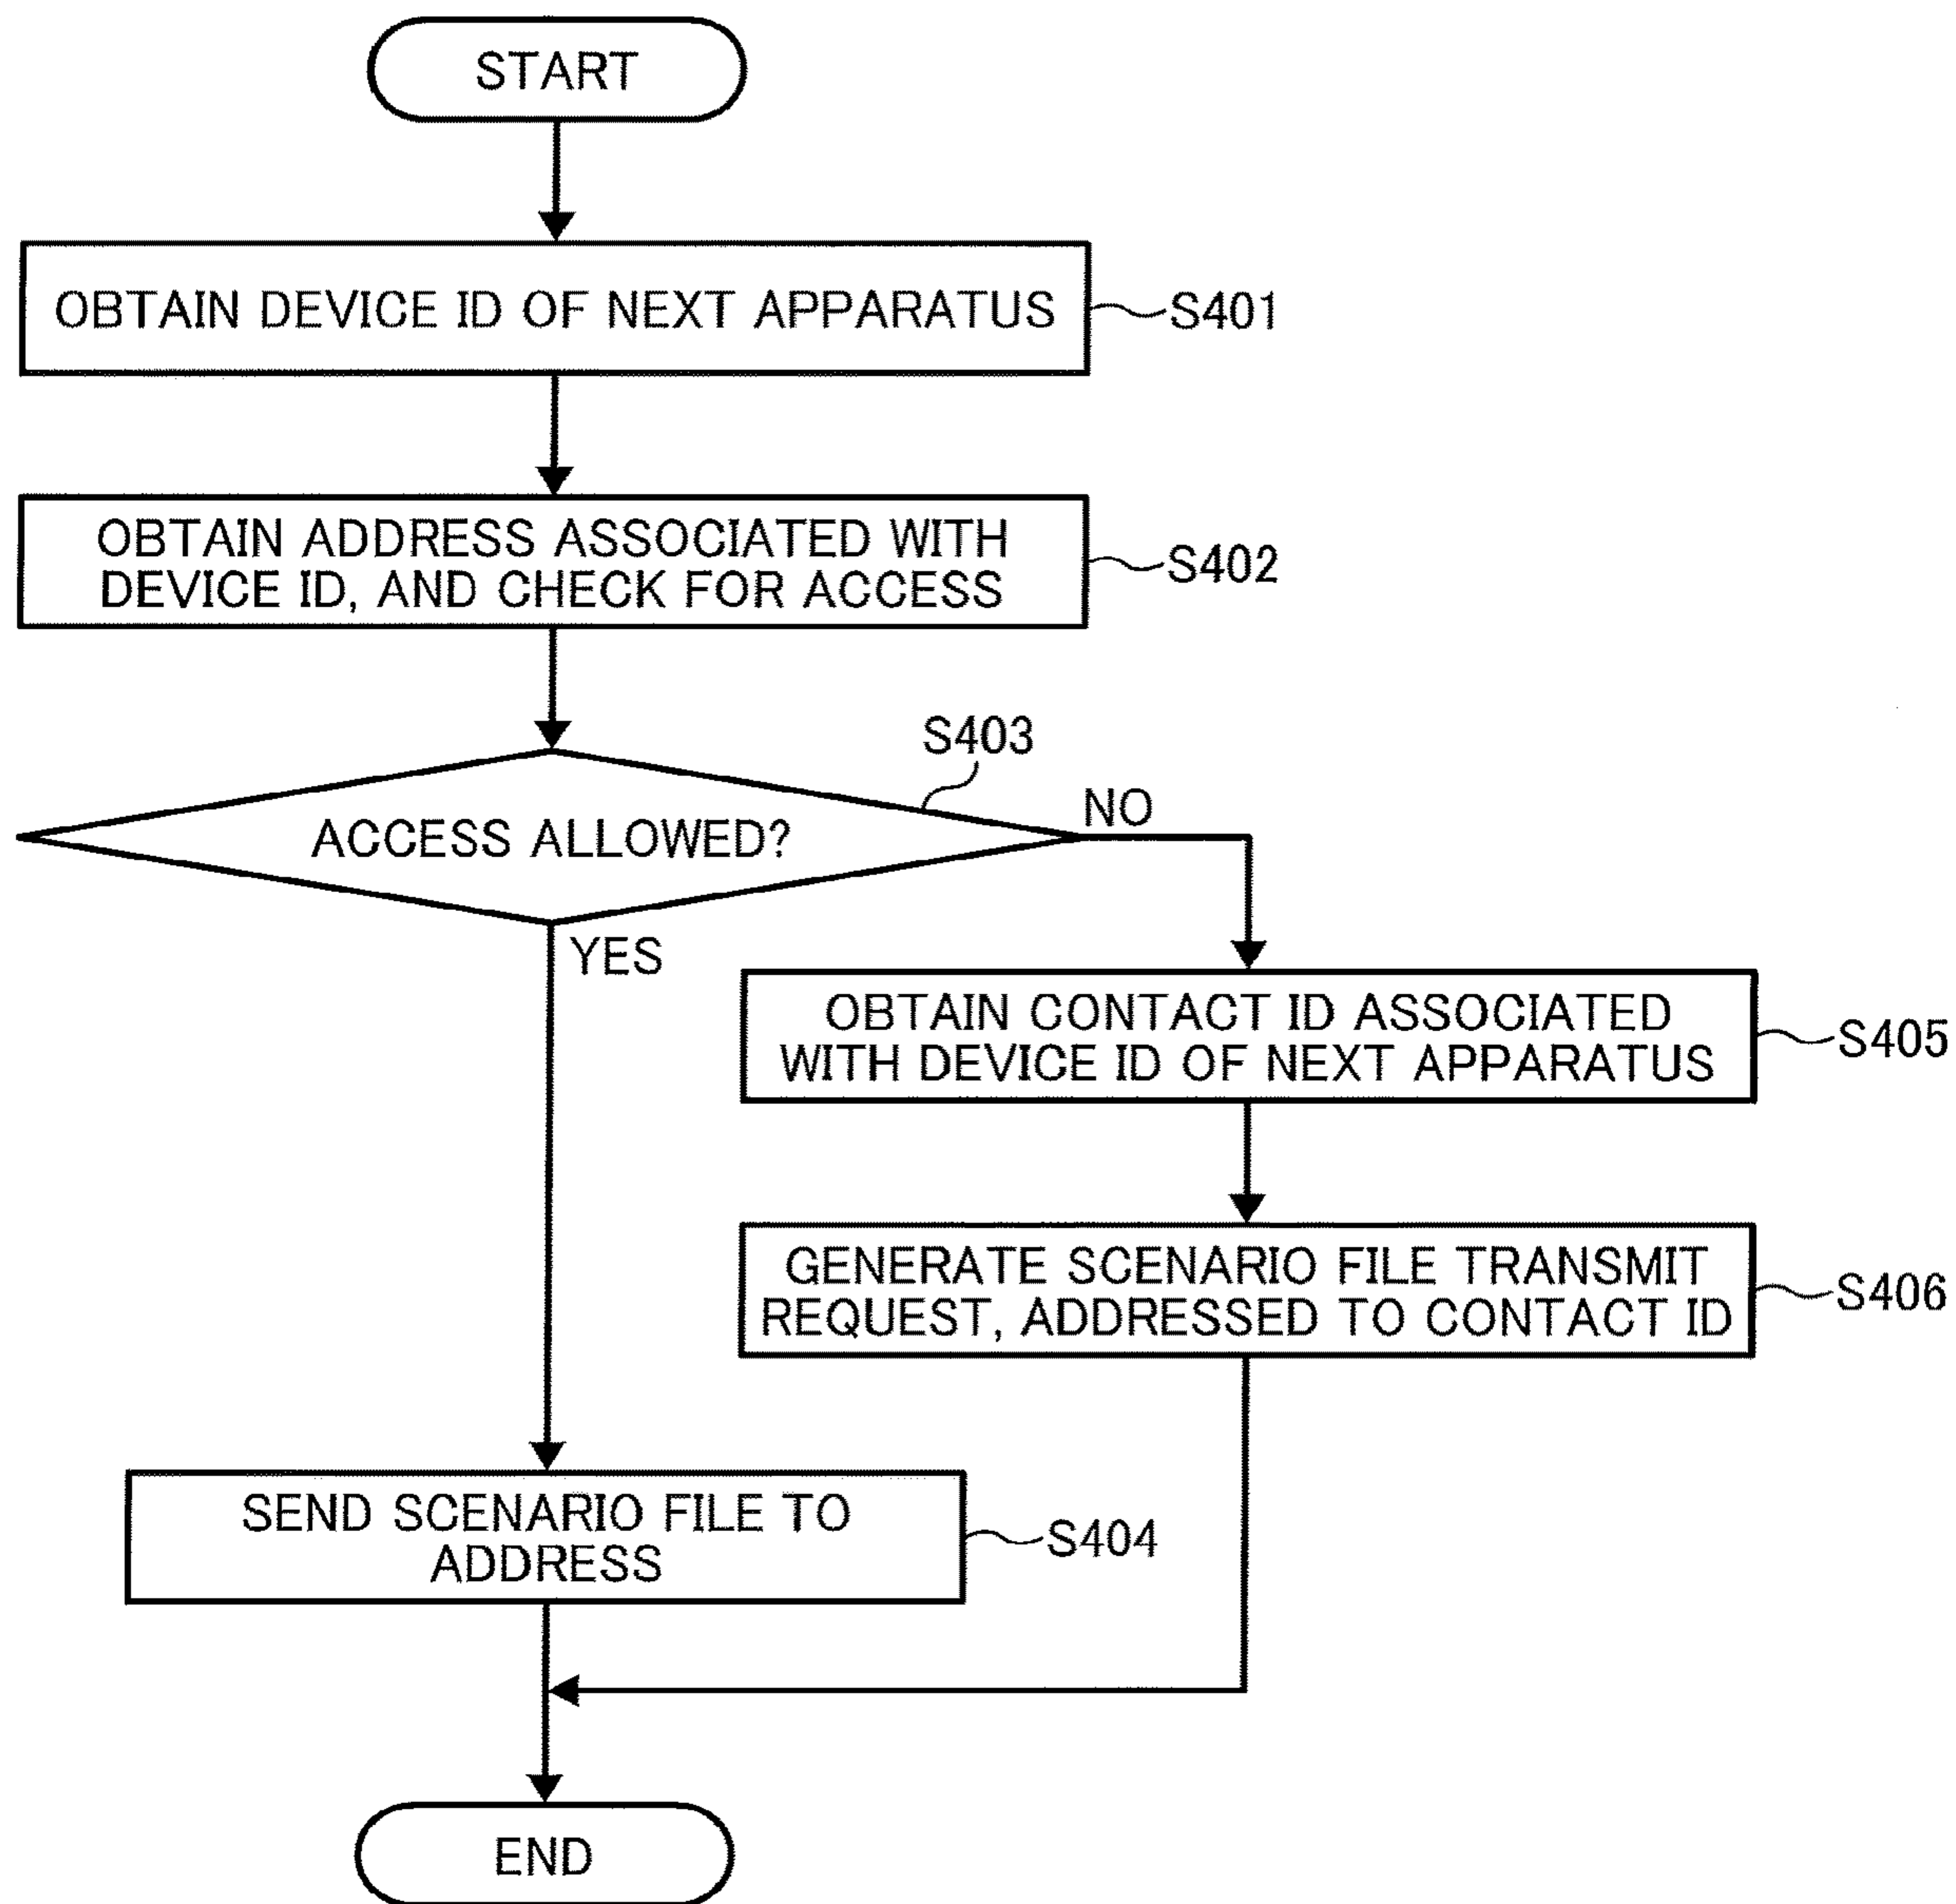 START
OBTAIN DEVICE ID OF NEXT APPARATUS
S401
OBTAIN ADDRESS ASSOCIATED WITH
DEVICE ID, AND CHECK FOR ACCESS
S402
S403
ACCESS ALLOWED?
NO
YES
OBTAIN CONTACT ID ASSOCIATED
WITH DEVICE ID OF NEXT APPARATUS
S405
GENERATE SCENARIO FILE TRANSMIT
REQUEST, ADDRESSED TO CONTACT ID
S406
SEND SCENARIO FILE TO
ADDRESS
S404
END